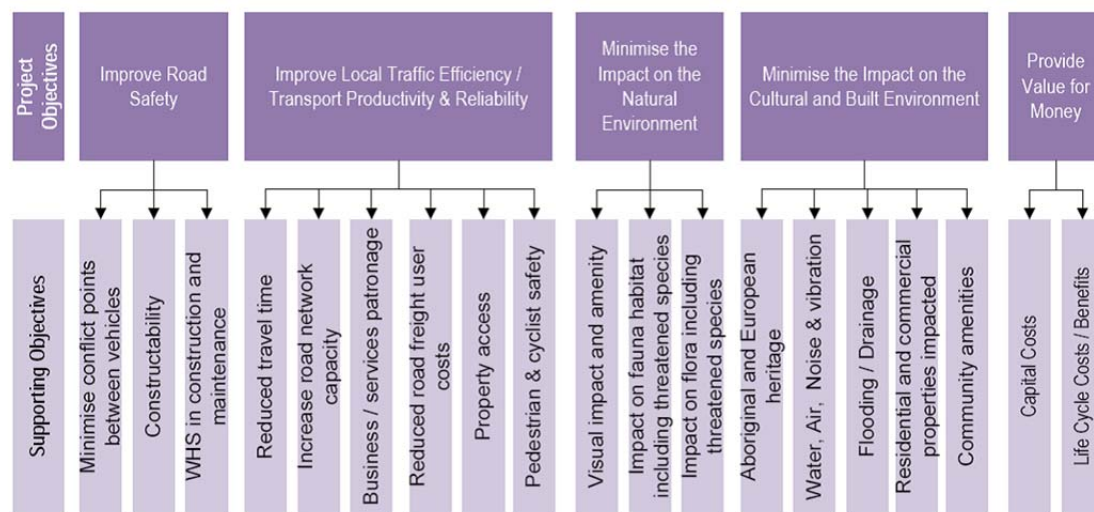 Project
Objectives
Improve Road
Safety
Improve Local Traffic Efficiency /
Transport Productivity & Reliability
Minimise the
Impact on the
Natural
Environment
Minimise the Impact on the
Cultural and Built Environment
Provide
Value for
Money
Supporting Objectives
Minimise conflict points
between vehicles
Constructability
WHS in construction and
maintenance
Reduced travel time
Increase road network
capacity
Business / services patronage
Reduced road freight user
costs
Property access
Pedestrian & cyclist safety
Visual impact and amenity
Impact on fauna habitat
including threatened species
Impact on flora including
threatened species
Aboriginal and European
heritage
Water, Air, Noise & vibration
Flooding / Drainage
Residential and commercial
properties impacted
Community amenities
Capital Costs
Life Cycle Costs / Benefits